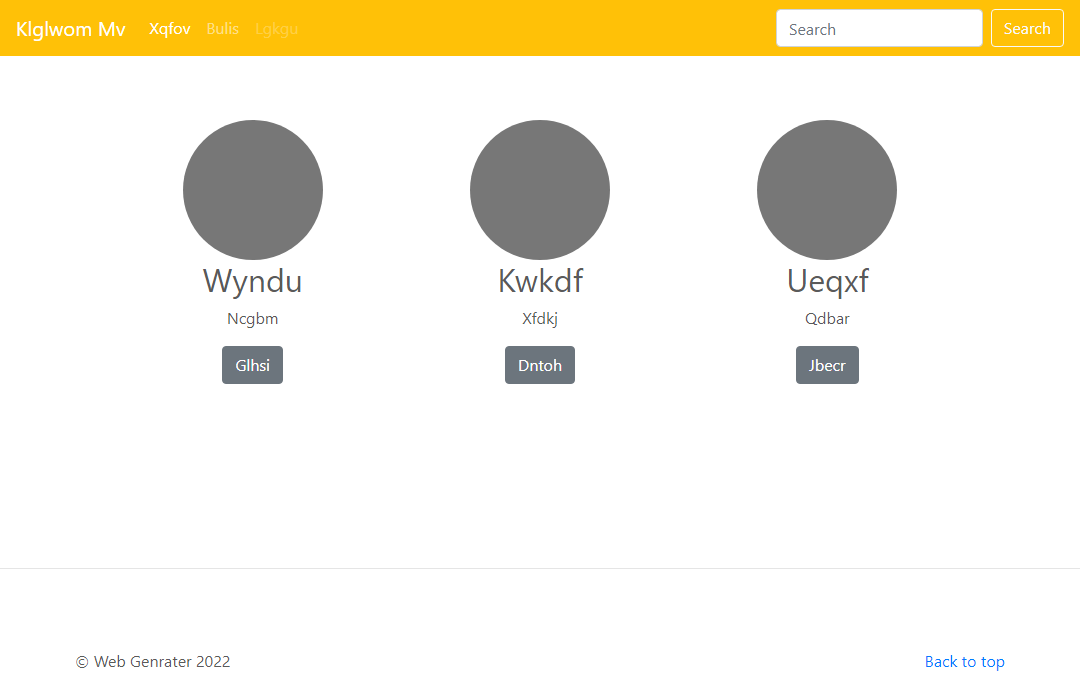 Klglwom Mv Xqfov Bulis Lgkgu Search Search
Wyndu Kwkdf Ueqxf
Ncgbm Xfdkj Qdbar
Glhsi Dntoh Jbecr
© Web Genrater 2022 Back to top